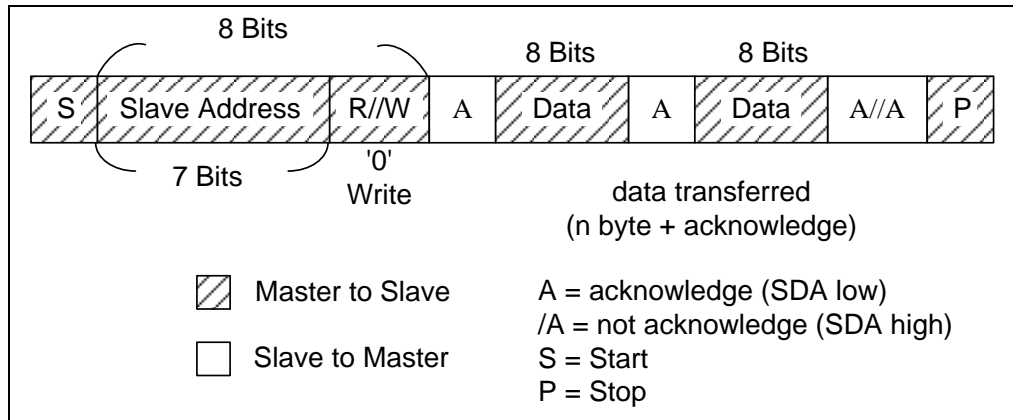 8 Bits
8 Bits
8 Bits
S Slave Address R//W A Data A Data A//A P
7 Bits
'0'
Write
data transferred
(n byte + acknowledge)
Master to Slave
Slave to Master
A = acknowledge (SDA low)
/A = not acknowledge (SDA high)
S = Start
P = Stop